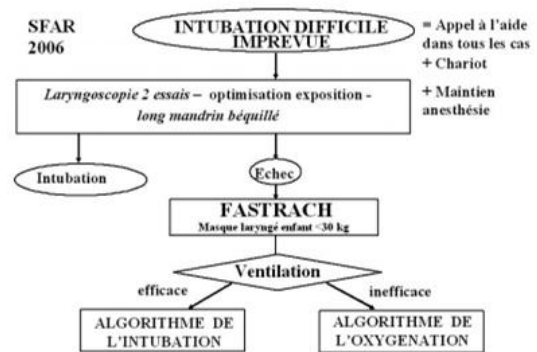 SFAR
2006
INTUBATION DIFFICILE
IMPREVUE
= Appel à l'aide
dans tous les cas
+ Chariot
+ Maintien
anesthésie
Laryngoscopie 2 essais – optimisation exposition -
long mandrin béquillé
Intubation
Echec
FASTRACH
Masque laryngé enfant <30 kg
Ventilation
efficace
inefficace
ALGORITHME DE
L'INTUBATION
ALGORITHME DE
L'OXYGENATION